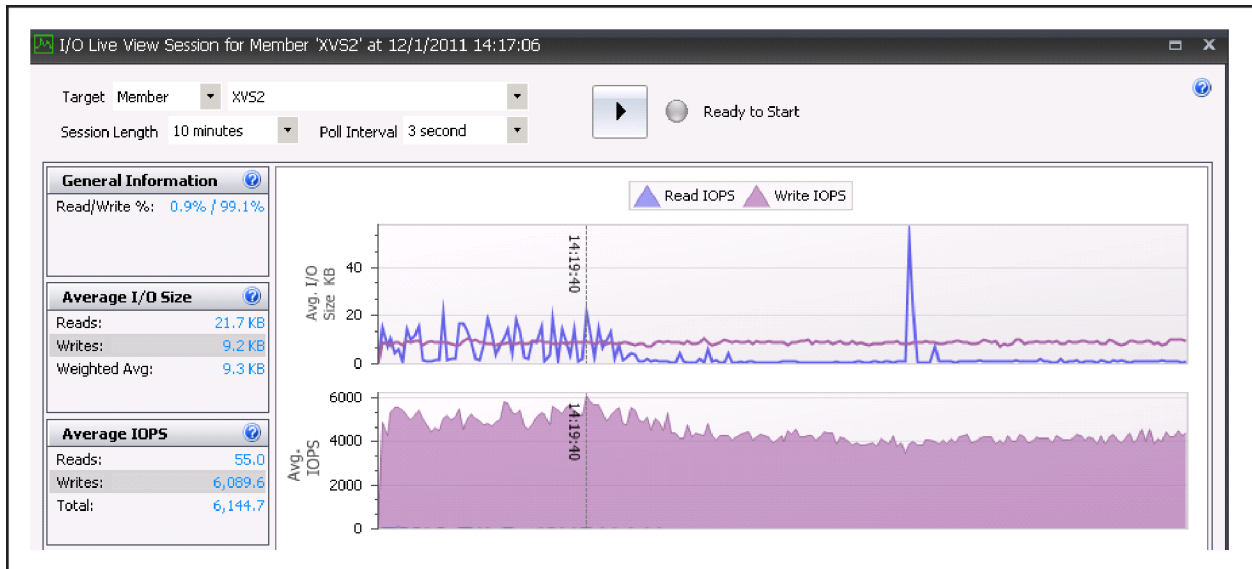 I/O Live View Session for Member 'XVS2' at 12/1/2011 14:17:06
Target Member XVS2
Ready to Start
Session Length 10 minutes Poll Interval 3 second
General Information
Read/Write %: 0.9% / 99.1%
Average I/O Size
Reads: 21.7 KB
Writes: 9.2 KB
Weighted Avg: 9.3 KB
Average IOPS
Reads: 55.0
Writes: 6,089.6
Total: 6,144.7
Read IOPS Write IOPS
Avg. I/O
Size KB
40
20
0
14:19:40
Avg.
IOPS
6000
4000
2000
0
14:19:40